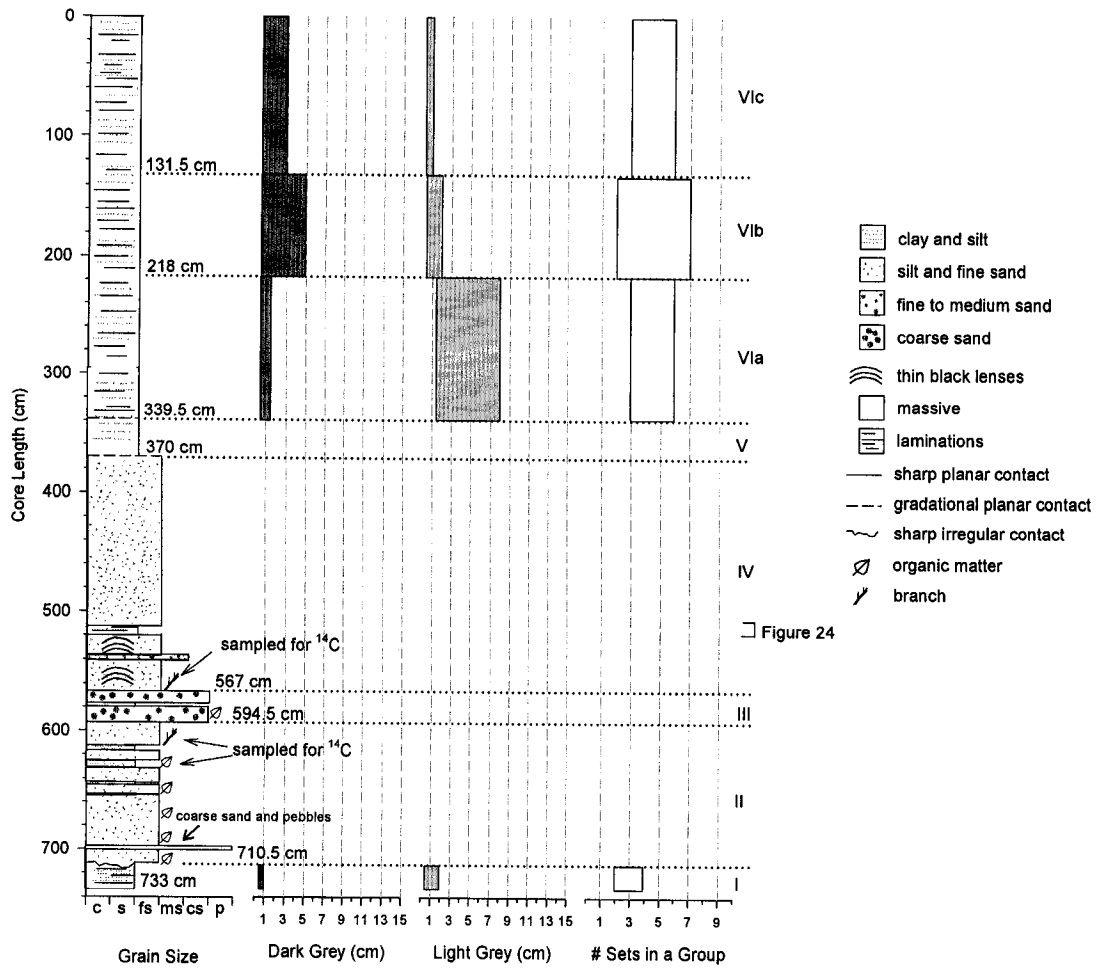 0
100
200
300
400
500
600
700
Core Length (cm)
131.5 cm
218 cm
339.5 cm
370 cm
sampled for 14C
567 cm
594.5 cm
sampled for 14C
coarse sand and pebbles
710.5 cm
733 cm
c s fs ms cs p
Grain Size
1 3 5 7 9 11 13 15
Dark Grey (cm)
1 3 5 7 9 11 13 15
Light Grey (cm)
1 3 5 7 9
# Sets in a Group
VIc
VIb
VIa
V
IV
III
II
I
Figure 24
clay and silt
silt and fine sand
fine to medium sand
coarse sand
thin black lenses
massive
laminations
sharp planar contact
gradational planar contact
sharp irregular contact
organic matter
branch